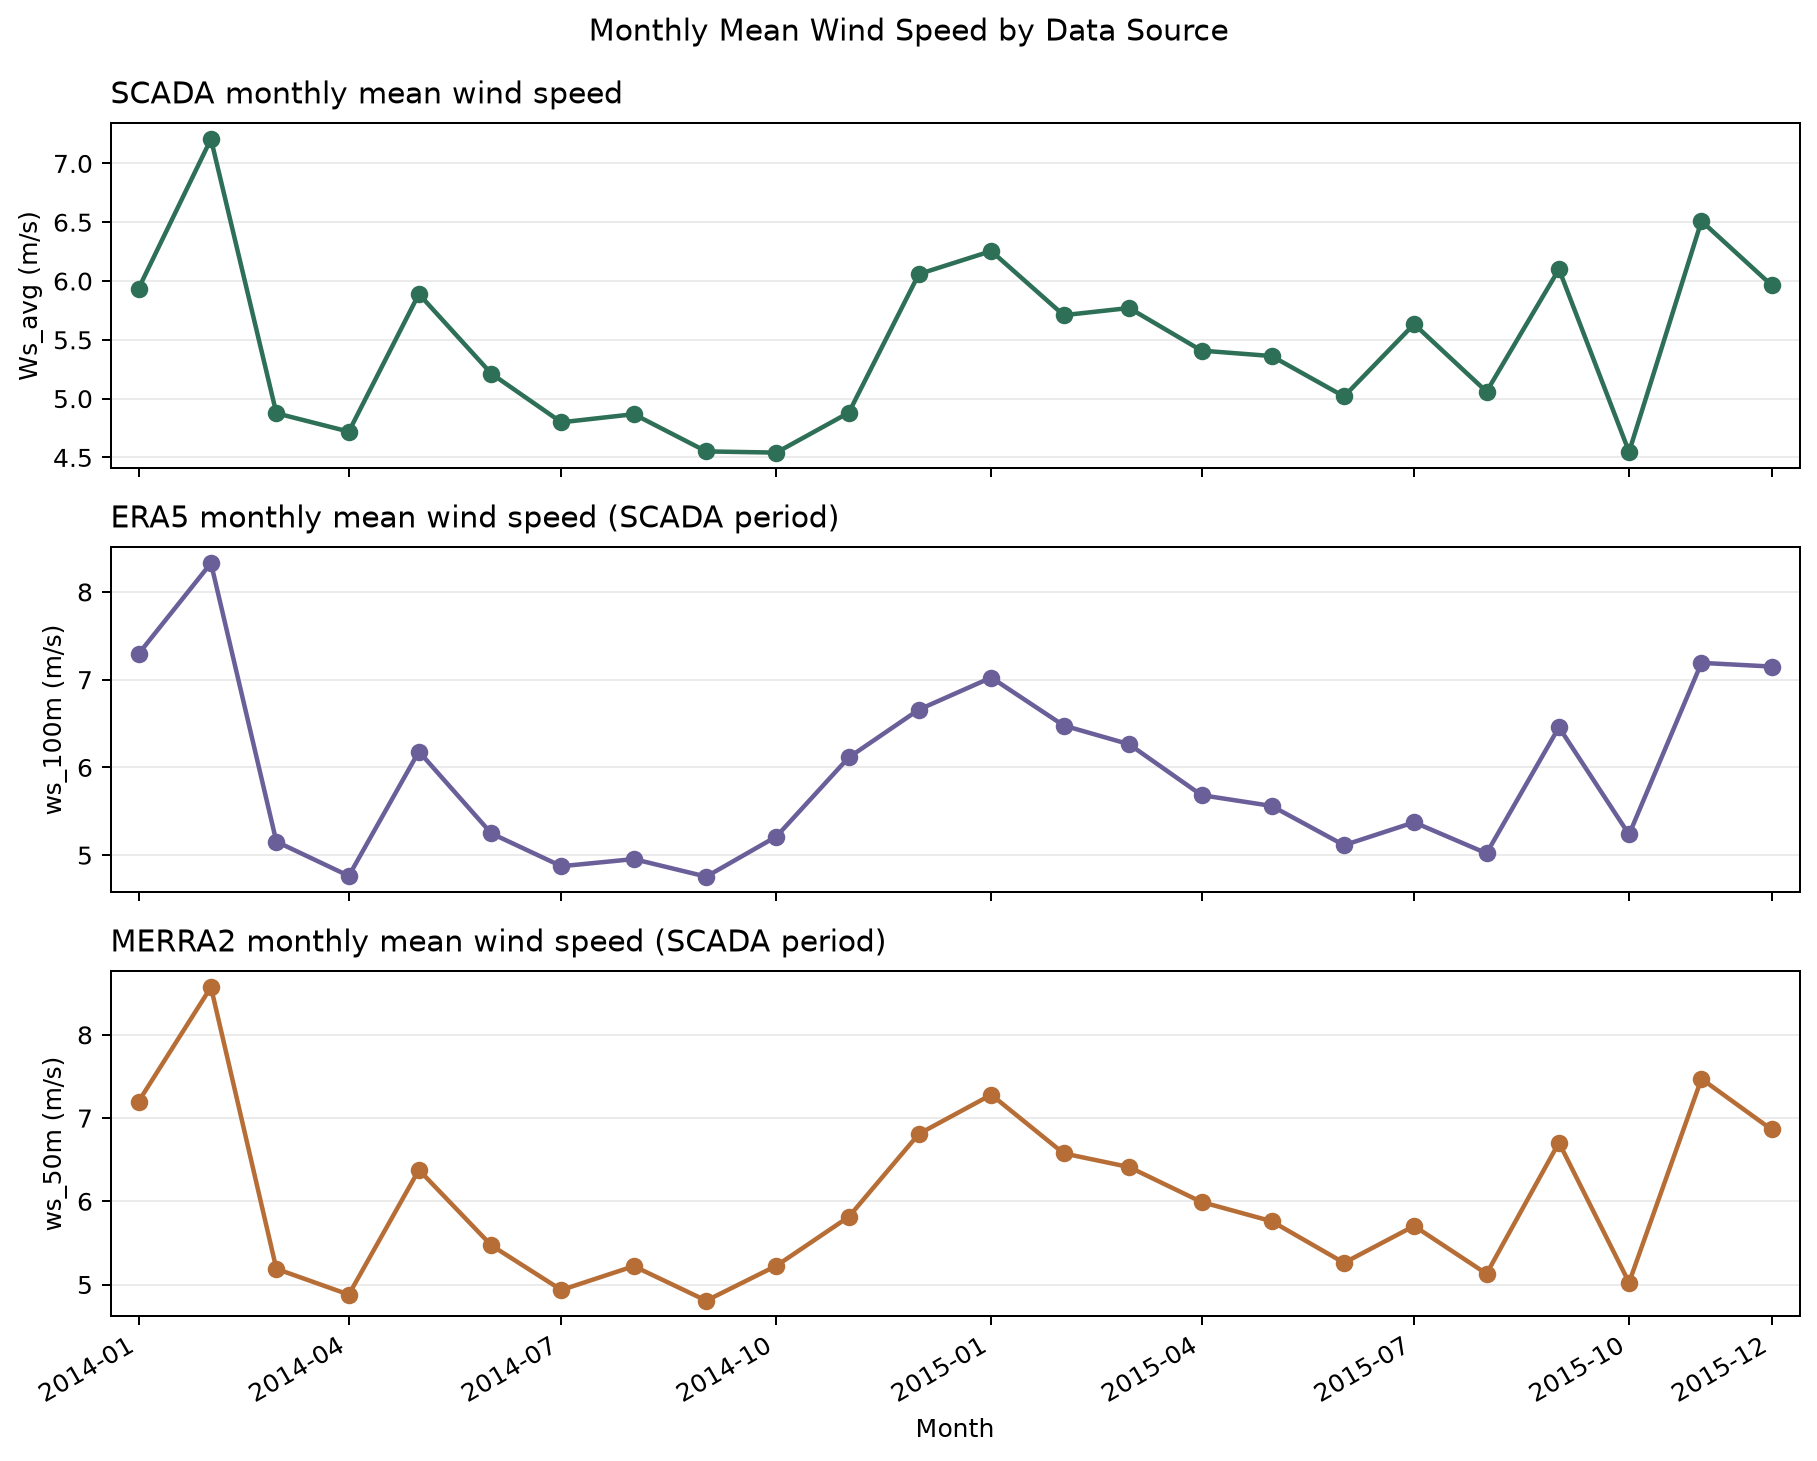 Monthly Mean Wind Speed by Data Source
SCADA monthly mean wind speed
Ws_avg (m/s)
7.0
6.5
6.0
5.5
5.0
4.5
ERA5 monthly mean wind speed (SCADA period)
ws_100m (m/s)
8
7
6
5
MERRA2 monthly mean wind speed (SCADA period)
ws_50m (m/s)
8
7
6
5
2014-01
2014-04
2014-07
2014-10
2015-01
2015-04
2015-07
2015-10
2015-12
Month